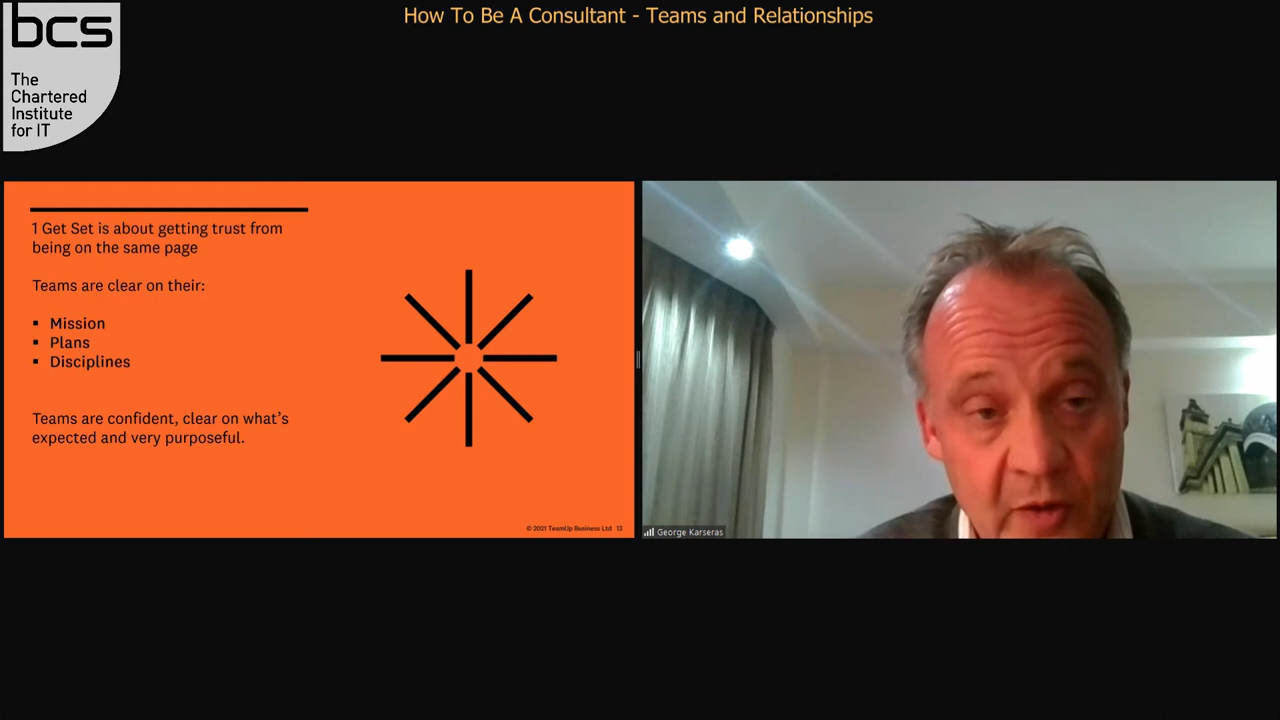 How To Be A Consultant - Teams and Relationships
bcs
The
Chartered
Institute
for IT
1 Get Set is about getting trust from
being on the same page
Teams are clear on their:
▪ Mission
▪ Plans
▪ Disciplines
Teams are confident, clear on what's
expected and very purposeful.
© 2021 TeamUp Business Ltd 13
George Karseras